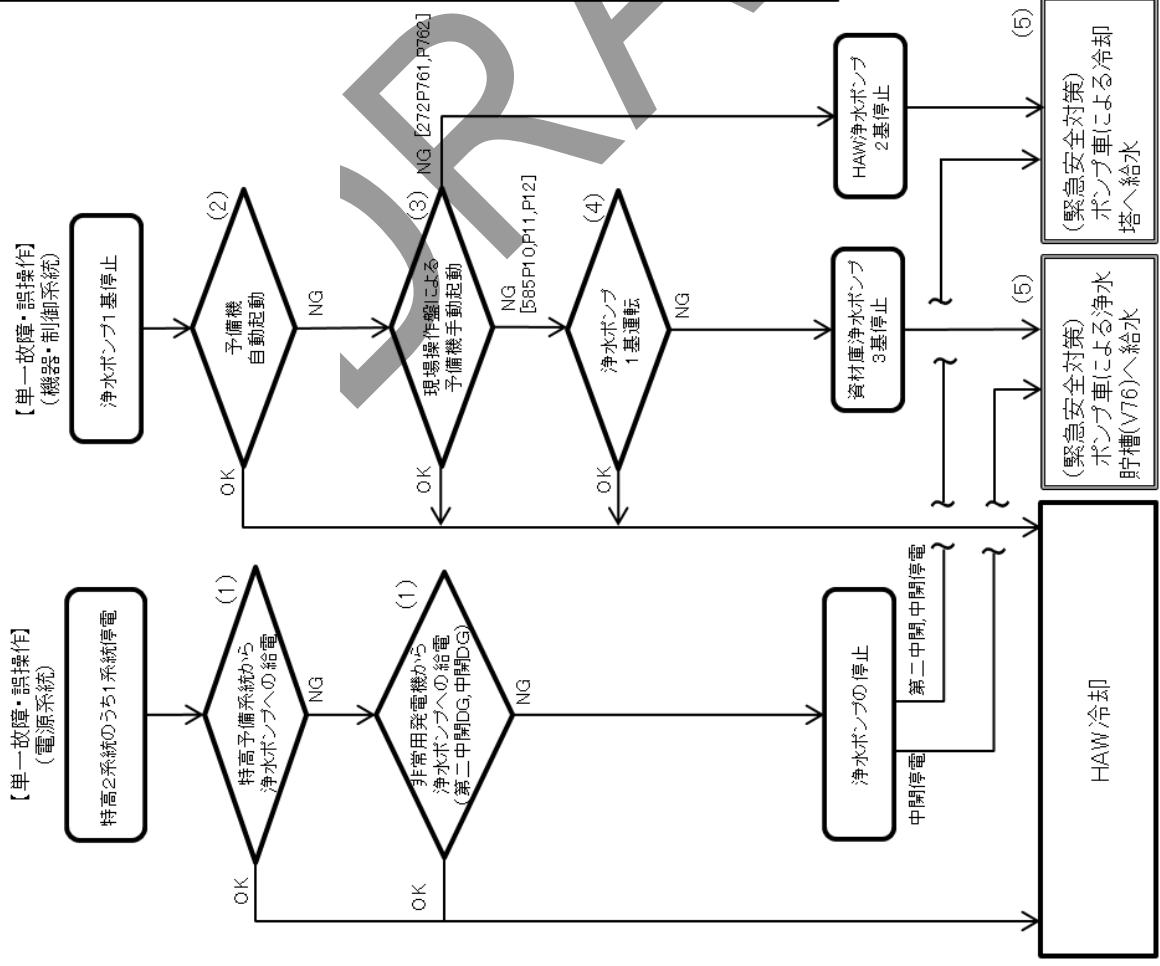 【単一故障・誤操作】
(電源系統)
特高2系統のうち1系統停電
(1)
特高予備系統から
浄水ポンプへの給電
OK
NG
(1)
非常用発電機から
浄水ポンプへの給電
(第二中開DG,中開DG)
OK
NG
浄水ポンプの停止
中開停電
第二中開,中開停電
HAW冷却
【単一故障・誤操作】
(機器・制御系統)
浄水ポンプ1基停止
(2)
予備機
自動起動
OK
NG
(3)
現場操作盤による
予備機手動起動
OK
NG [272P761,P762]
NG
[585P10,P11,P12]
(4)
浄水ポンプ
1基運転
OK
NG
資材庫浄水ポンプ
3基停止
HAW浄水ポンプ
2基停止
(5)
(緊急安全対策)
ポンプ車による浄水
貯槽(V76)へ給水
(5)
(緊急安全対策)
ポンプ車による冷却
塔へ給水
DRA